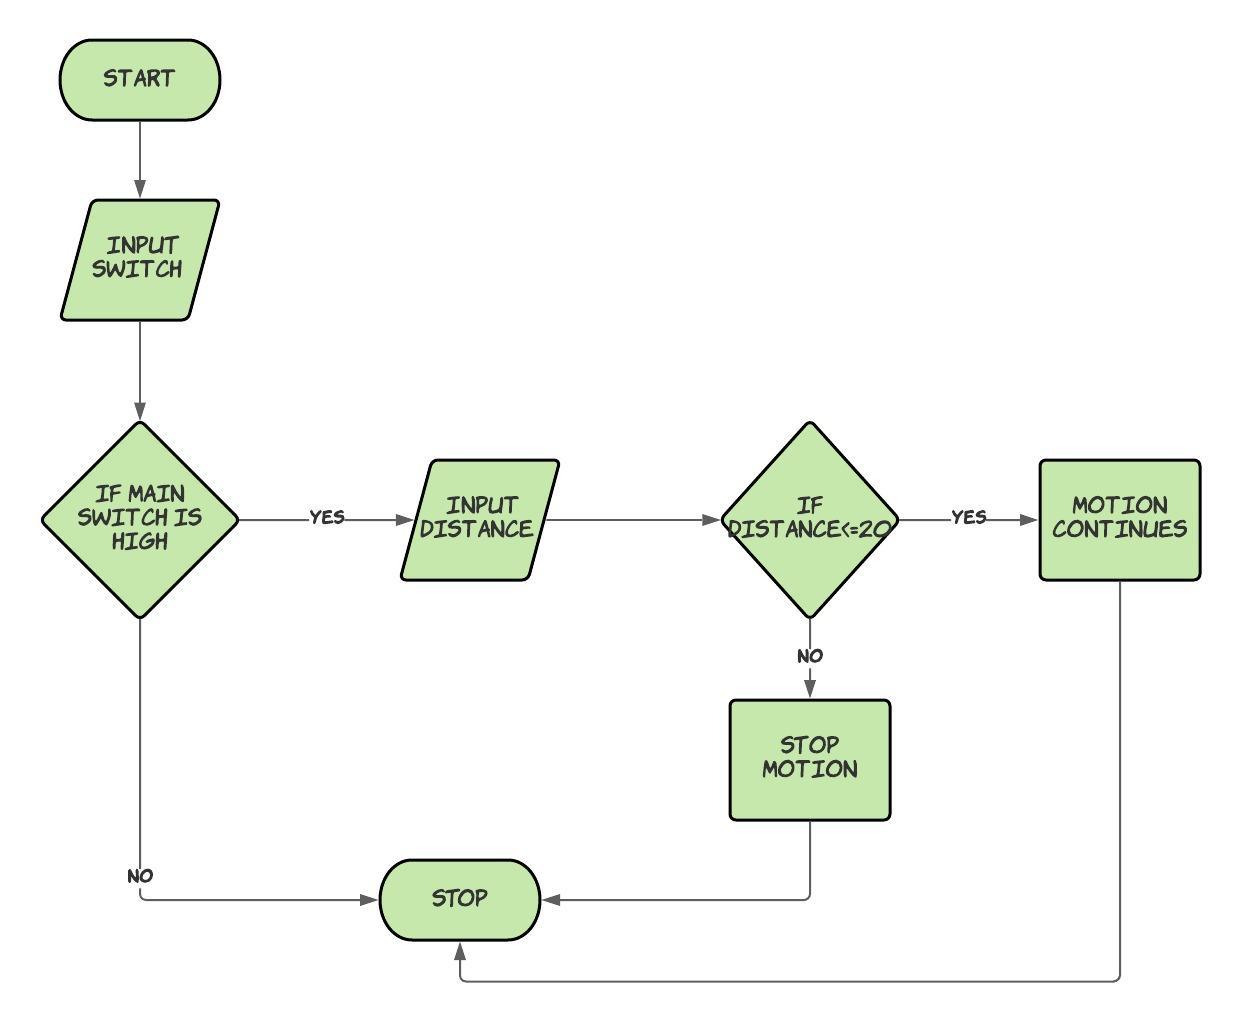 START
INPUT
SWITCH
IF MAIN
SWITCH IS
HIGH
YES
INPUT
DISTANCE
IF
DISTANCE<=20
YES
MOTION
CONTINUES
NO
STOP
MOTION
NO
STOP